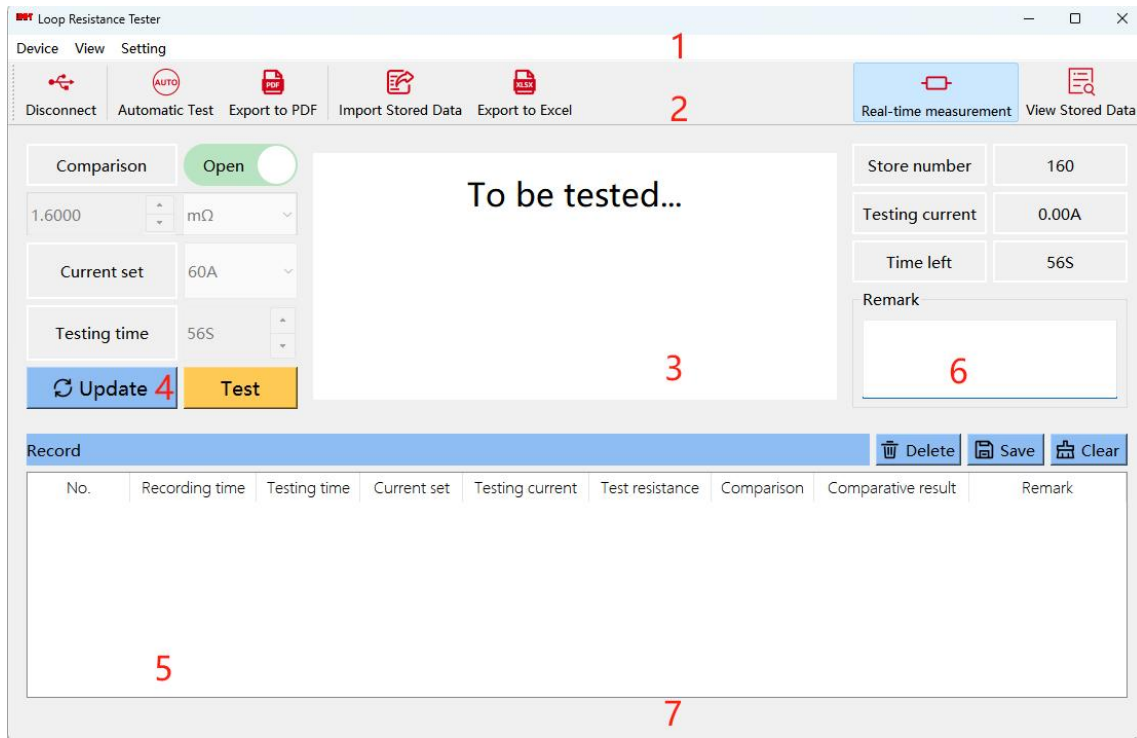 Loop Resistance Tester
Device View Setting
1
Disconnect Automatic Test Export to PDF Import Stored Data Export to Excel Real-time measurement View Stored Data
AUTO PDF XLSX
2
Comparison Open
To be tested...
Store number 160
1.6000 mΩ
Testing current 0.00A
Current set 60A
Time left 56S
Remark
Testing time 56S
3
6
Update 4 Test
Record Delete Save Clear
No. Recording time Testing time Current set Testing current Test resistance Comparison Comparative result Remark
5
7